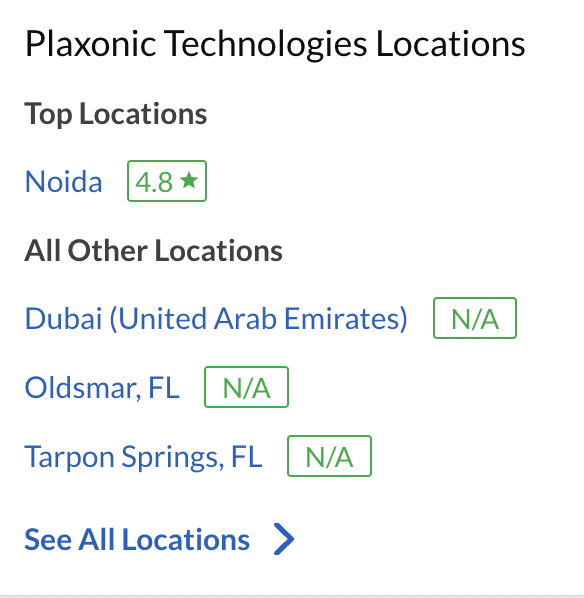 Plaxonic Technologies Locations
Top Locations
Noida 4.8 ★
All Other Locations
Dubai (United Arab Emirates) N/A
Oldsmar, FL N/A
Tarpon Springs, FL N/A
See All Locations